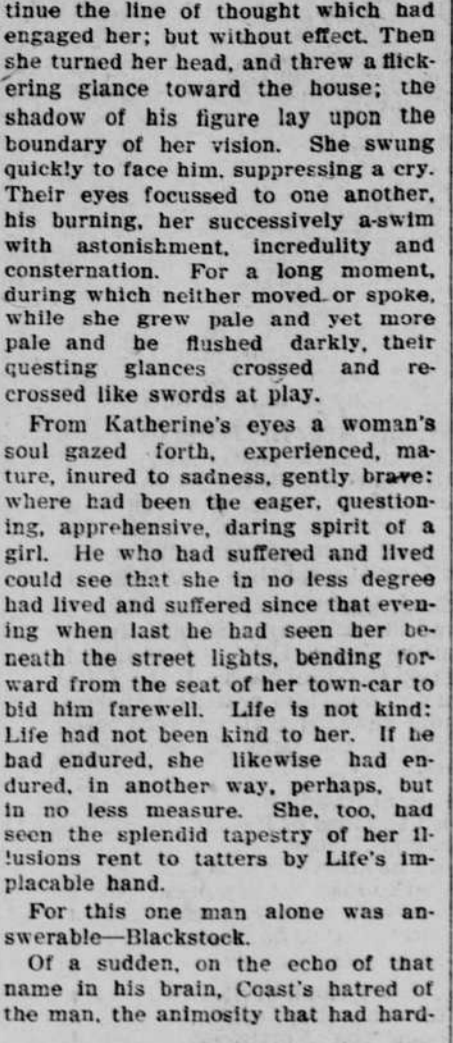 tinue the line of thought which had
engaged her; but without effect. Then
she turned her head, and threw a flick-
ering glance toward the house; the
shadow of his figure lay upon the
boundary of her vision. She swung
quickly to face him, suppressing a cry.
Their eyes focussed to one another,
his burning, her successively a-swim
with astonishment, incredulity and
consternation. For a long moment,
during which neither moved or spoke,
while she grew pale and yet more
pale and he flushed darkly, their
questing glances crossed and re-
crossed like swords at play.
From Katherine's eyes a woman's
soul gazed forth, experienced, ma-
ture, inured to sadness, gently brave:
where had been the eager, question-
ing, apprehensive, daring spirit of a
girl. He who had suffered and lived
could see that she in no less degree
had lived and suffered since that even-
ing when last he had seen her be-
neath the street lights, bending for-
ward from the seat of her town-car to
bid him farewell. Life is not kind:
Life had not been kind to her. If he
had endured, she likewise had en-
dured, in another way, perhaps, but
in no less measure. She, too, had
seen the splendid tapestry of her il-
lusions rent to tatters by Life's im-
placable hand.
For this one man alone was an-
swerable—Blackstock.
Of a sudden, on the echo of that
name in his brain, Coast's hatred of
the man, the animosity that had hard-